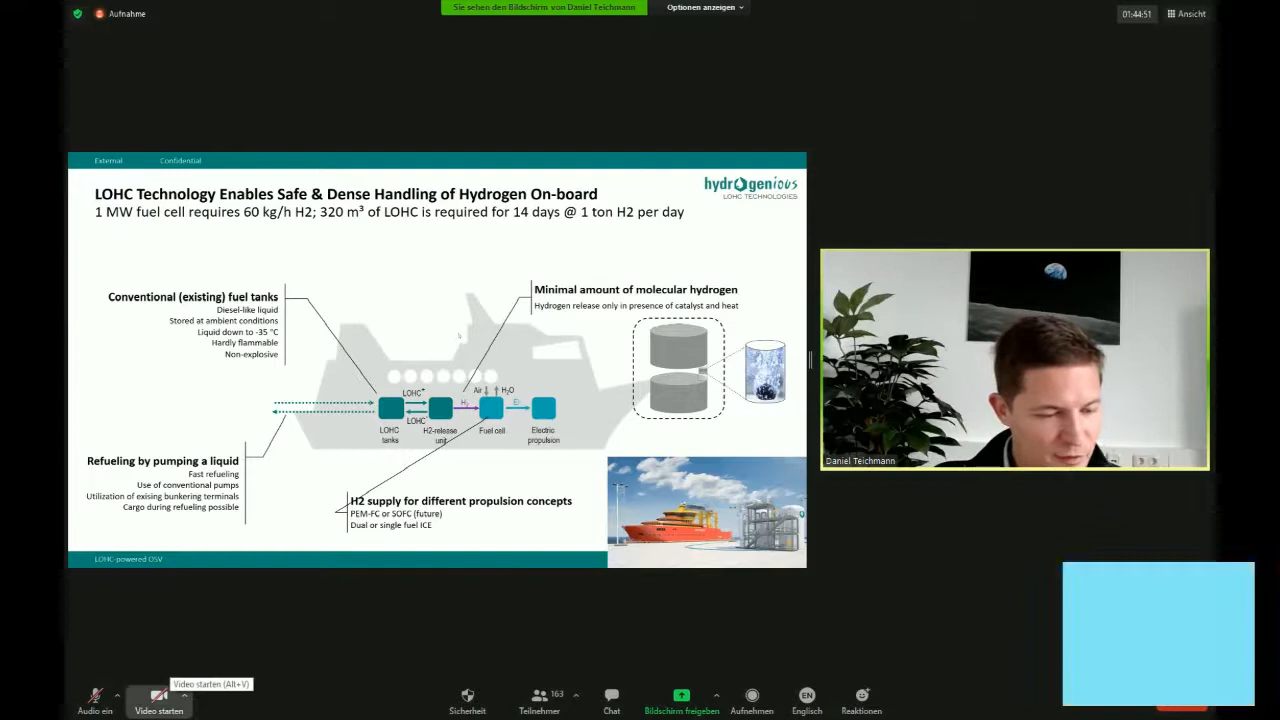 Aufnahme
Sie sehen den Bildschirm von Daniel Teichmann
Optionen anzeigen
01:44:51
Ansicht
External
Confidential
LOHC Technology Enables Safe & Dense Handling of Hydrogen On-board
1 MW fuel cell requires 60 kg/h H2; 320 m³ of LOHC is required for 14 days @ 1 ton H2 per day
hydrogenious
LOHC TECHNOLOGIES
Conventional (existing) fuel tanks
Diesel-like liquid
Stored at ambient conditions
Liquid down to -35 °C
Hardly flammable
Non-explosive
Minimal amount of molecular hydrogen
Hydrogen release only in presence of catalyst and heat
LOHC⁺
LOHC⁻
H₂
Air
H₂O
LOHC
tanks
H2-release
unit
Fuel cell
Electric
propulsion
Refueling by pumping a liquid
Fast refueling
Use of conventional pumps
Utilization of exising bunkering terminals
Cargo during refueling possible
H2 supply for different propulsion concepts
PEM-FC or SOFC (future)
Dual or single fuel ICE
LOHC-powered OSV
Daniel Teichmann
Video starten (Alt+V)
Audio ein
Video starten
Sicherheit
163
Teilnehmer
Chat
Bildschirm freigeben
Aufnehmen
EN
Englisch
Reaktionen